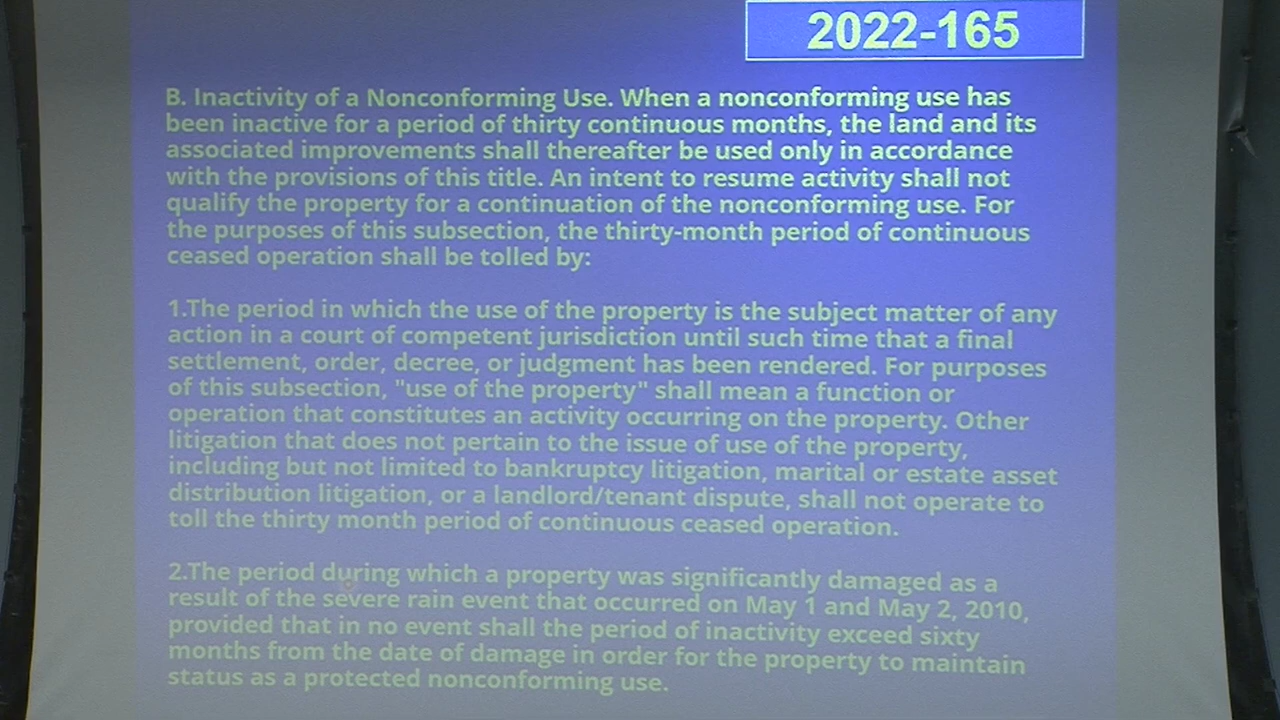 2022-165
B. Inactivity of a Nonconforming Use. When a nonconforming use has
been inactive for a period of thirty continuous months, the land and its
associated improvements shall thereafter be used only in accordance
with the provisions of this title. An intent to resume activity shall not
qualify the property for a continuation of the nonconforming use. For
the purposes of this subsection, the thirty-month period of continuous
ceased operation shall be tolled by:
1.The period in which the use of the property is the subject matter of any
action in a court of competent jurisdiction until such time that a final
settlement, order, decree, or judgment has been rendered. For purposes
of this subsection, "use of the property" shall mean a function or
operation that constitutes an activity occurring on the property. Other
litigation that does not pertain to the issue of use of the property,
including but not limited to bankruptcy litigation, marital or estate asset
distribution litigation, or a landlord/tenant dispute, shall not operate to
toll the thirty month period of continuous ceased operation.
2.The period during which a property was significantly damaged as a
result of the severe rain event that occurred on May 1 and May 2, 2010,
provided that in no event shall the period of inactivity exceed sixty
months from the date of damage in order for the property to maintain
status as a protected nonconforming use.